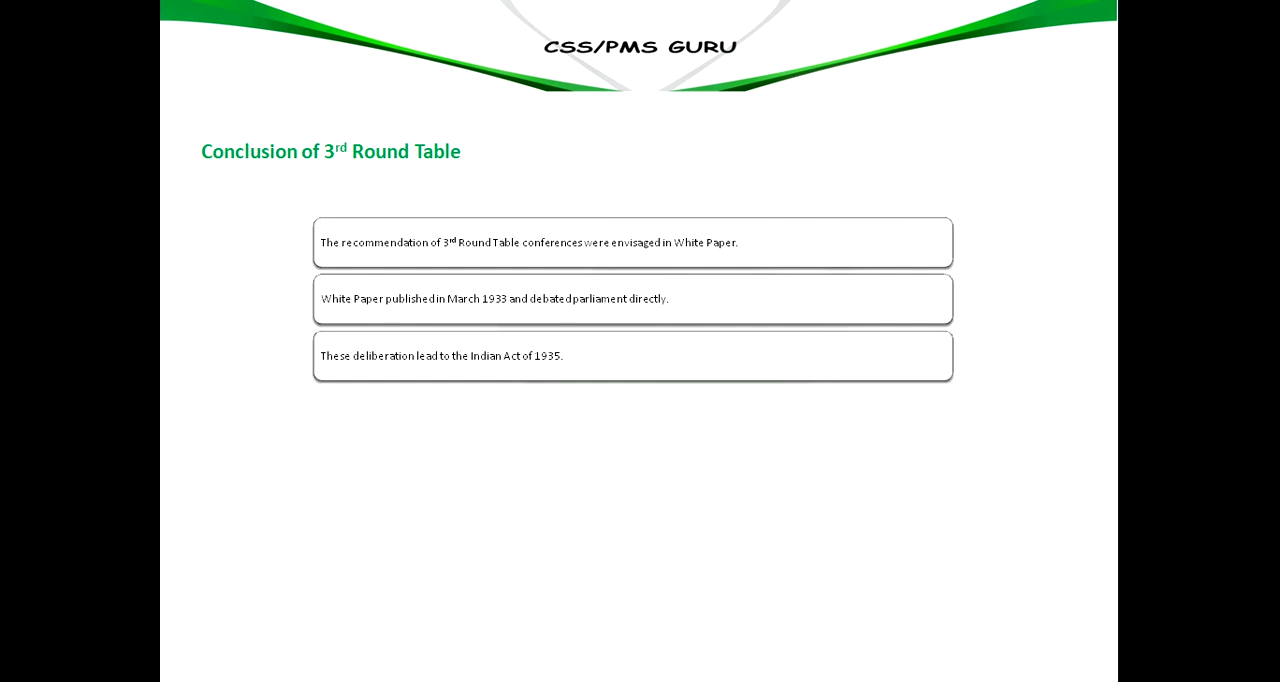 CSS/PMS GURU
Conclusion of 3rd Round Table
The recommendation of 3rd Round Table conferences were envisaged in White Paper.
White Paper published in March 1933 and debated parliament directly.
These deliberation lead to the Indian Act of 1935.